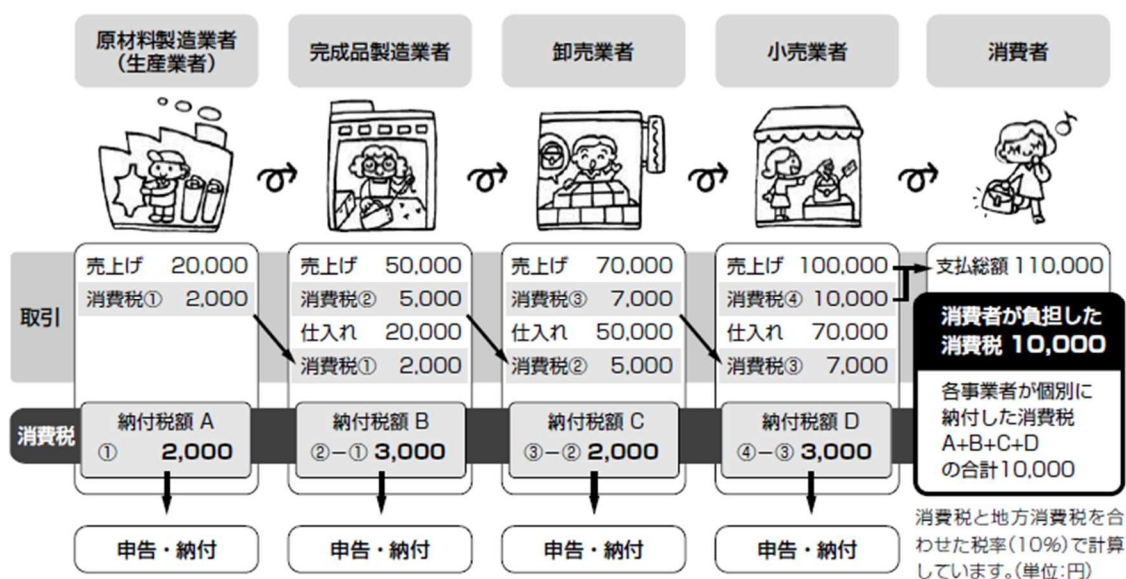 原材料製造業者
（生産業者）
完成品製造業者
卸売業者
小売業者
消費者
取引
売上げ 20,000
消費税① 2,000
売上げ 50,000
消費税② 5,000
仕入れ 20,000
消費税① 2,000
売上げ 70,000
消費税③ 7,000
仕入れ 50,000
消費税② 5,000
売上げ 100,000
消費税④ 10,000
仕入れ 70,000
消費税③ 7,000
支払総額 110,000
消費者が負担した
消費税 10,000
各事業者が個別に
納付した消費税
A+B+C+D
の合計10,000
消費税
納付税額 A
① 2,000
納付税額 B
②－① 3,000
納付税額 C
③－② 2,000
納付税額 D
④－③ 3,000
申告・納付
申告・納付
申告・納付
申告・納付
消費税と地方消費税を合
わせた税率(10%)で計算
しています。(単位:円)